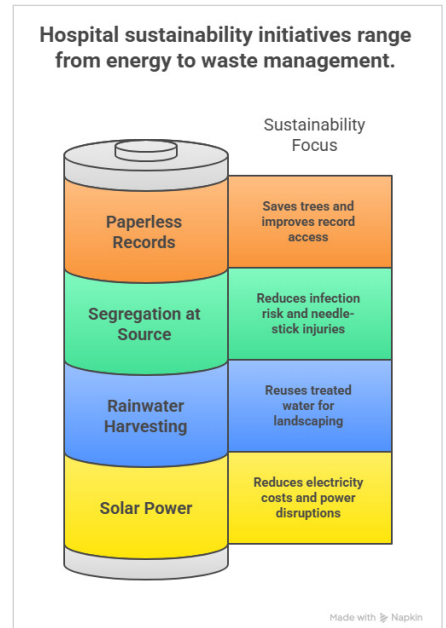 Hospital sustainability initiatives range
from energy to waste management.
Sustainability
Focus
Paperless
Records
Saves trees and
improves record
access
Segregation at
Source
Reduces infection
risk and needle-
stick injuries
Rainwater
Harvesting
Reuses treated
water for
landscaping
Solar Power
Reduces electricity
costs and power
disruptions
Made with Napkin